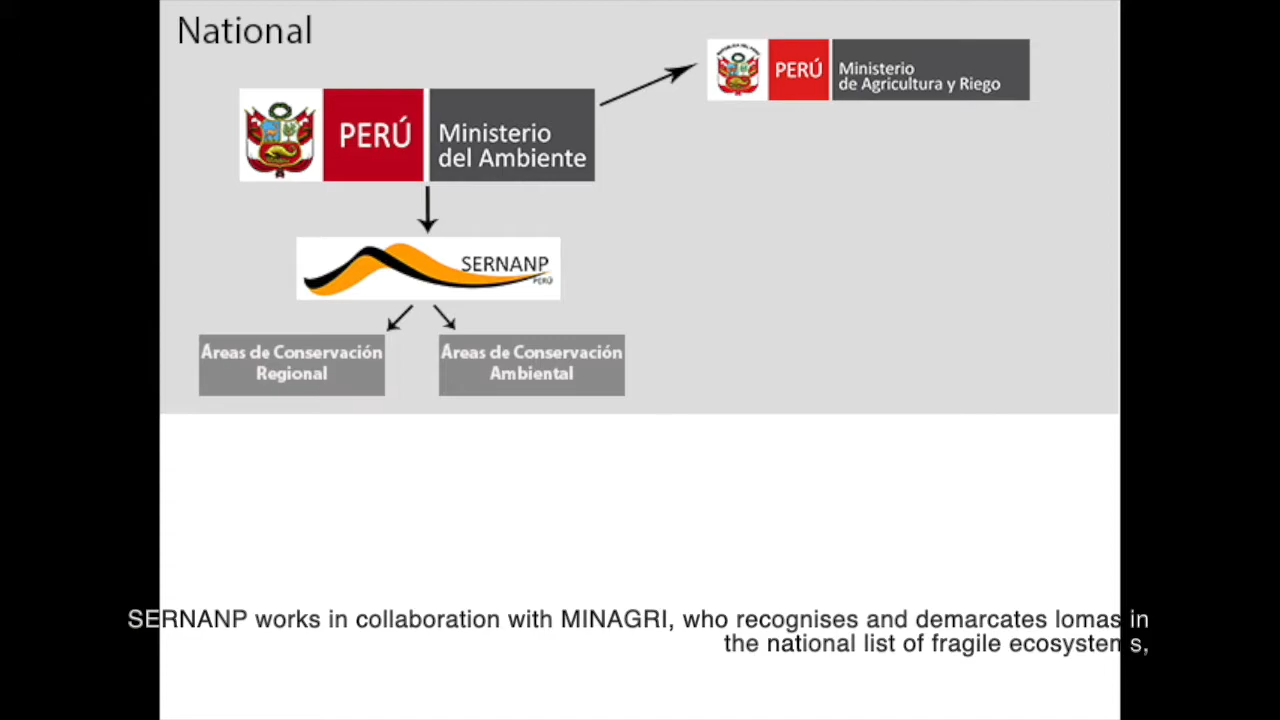 National
PERÚ
Ministerio
de Agricultura y Riego
PERÚ
Ministerio
del Ambiente
SERNANP
PERÚ
Áreas de Conservación
Regional
Áreas de Conservación
Ambiental
SERNANP works in collaboration with MINAGRI, who recognises and demarcates lomas in
the national list of fragile ecosystems,